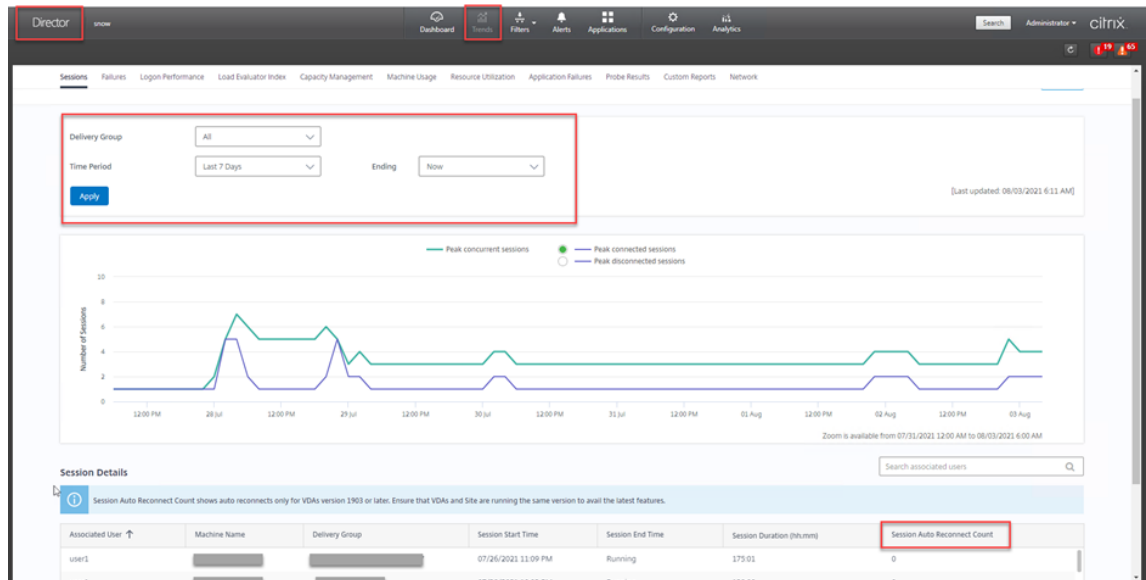 Director snow Dashboard Trends Filters Alerts Applications Configuration Analytics Search Administrator citrix
19 65
Sessions Failures Logon Performance Load Evaluator Index Capacity Management Machine Usage Resource Utilization Application Failures Probe Results Custom Reports Network
Delivery Group All
Time Period Last 7 Days Ending Now
Apply [Last updated: 08/03/2021 6:11 AM]
Peak concurrent sessions Peak connected sessions
Peak disconnected sessions
Number of Sessions
10
8
6
4
2
0
12:00 PM 28 Jul 12:00 PM 29 Jul 12:00 PM 30 Jul 12:00 PM 31 Jul 12:00 PM 01 Aug 12:00 PM 02 Aug 12:00 PM 03 Aug
Zoom is available from 07/31/2021 12:00 AM to 08/03/2021 6:00 AM
Session Details Search associated users
Session Auto Reconnect Count shows auto reconnects only for VDAs version 1903 or later. Ensure that VDAs and Site are running the same version to avail the latest features.
Associated User Machine Name Delivery Group Session Start Time Session End Time Session Duration (hh:mm) Session Auto Reconnect Count
user1 07/26/2021 11:09 PM Running 175:01 0